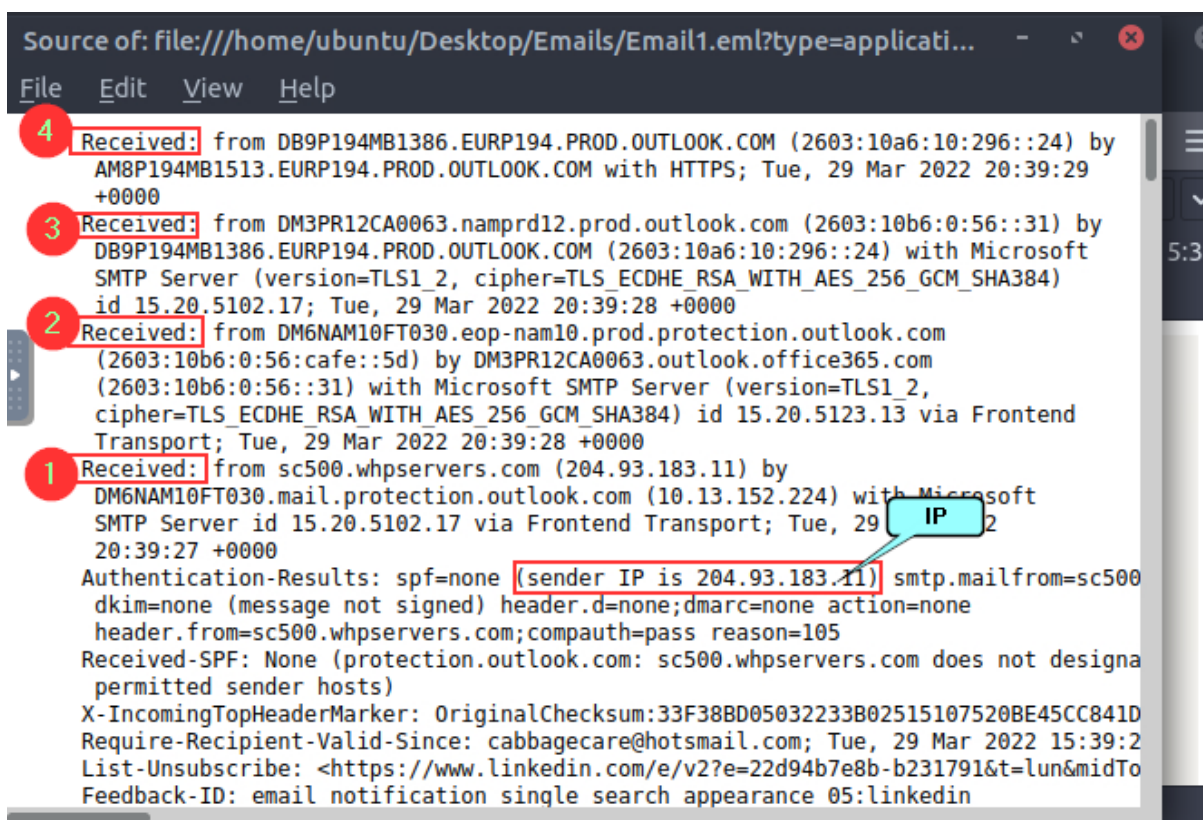 Source of: file:///home/ubuntu/Desktop/Emails/Email1.eml?type=applicati...
File Edit View Help
4 Received: from DB9P194MB1386.EURP194.PROD.OUTLOOK.COM (2603:10a6:10:296::24) by
AM8P194MB1513.EURP194.PROD.OUTLOOK.COM with HTTPS; Tue, 29 Mar 2022 20:39:29
+0000
3 Received: from DM3PR12CA0063.namprd12.prod.outlook.com (2603:10b6:0:56::31) by
DB9P194MB1386.EURP194.PROD.OUTLOOK.COM (2603:10a6:10:296::24) with Microsoft
SMTP Server (version=TLS1_2, cipher=TLS_ECDHE_RSA_WITH_AES_256_GCM_SHA384)
id 15.20.5102.17; Tue, 29 Mar 2022 20:39:28 +0000
2 Received: from DM6NAM10FT030.eop-nam10.prod.protection.outlook.com
(2603:10b6:0:56:cafe::5d) by DM3PR12CA0063.outlook.office365.com
(2603:10b6:0:56::31) with Microsoft SMTP Server (version=TLS1_2,
cipher=TLS_ECDHE_RSA_WITH_AES_256_GCM_SHA384) id 15.20.5123.13 via Frontend
Transport; Tue, 29 Mar 2022 20:39:28 +0000
1 Received: from sc500.whpservers.com (204.93.183.11) by
DM6NAM10FT030.mail.protection.outlook.com (10.13.152.224) with Microsoft
SMTP Server id 15.20.5102.17 via Frontend Transport; Tue, 29 2
IP
20:39:27 +0000
Authentication-Results: spf=none (sender IP is 204.93.183.11) smtp.mailfrom=sc500
dkim=none (message not signed) header.d=none;dmarc=none action=none
header.from=sc500.whpservers.com;compauth=pass reason=105
Received-SPF: None (protection.outlook.com: sc500.whpservers.com does not designa
permitted sender hosts)
X-IncomingTopHeaderMarker: OriginalChecksum:33F38BD05032233B02515107520BE45CC841D
Require-Recipient-Valid-Since: cabbagecare@hotsmail.com; Tue, 29 Mar 2022 15:39:2
List-Unsubscribe: <https://www.linkedin.com/e/v2?e=22d94b7e8b-b231791&t=lun&midTo
Feedback-ID: email notification single search appearance 05:linkedin
5:3